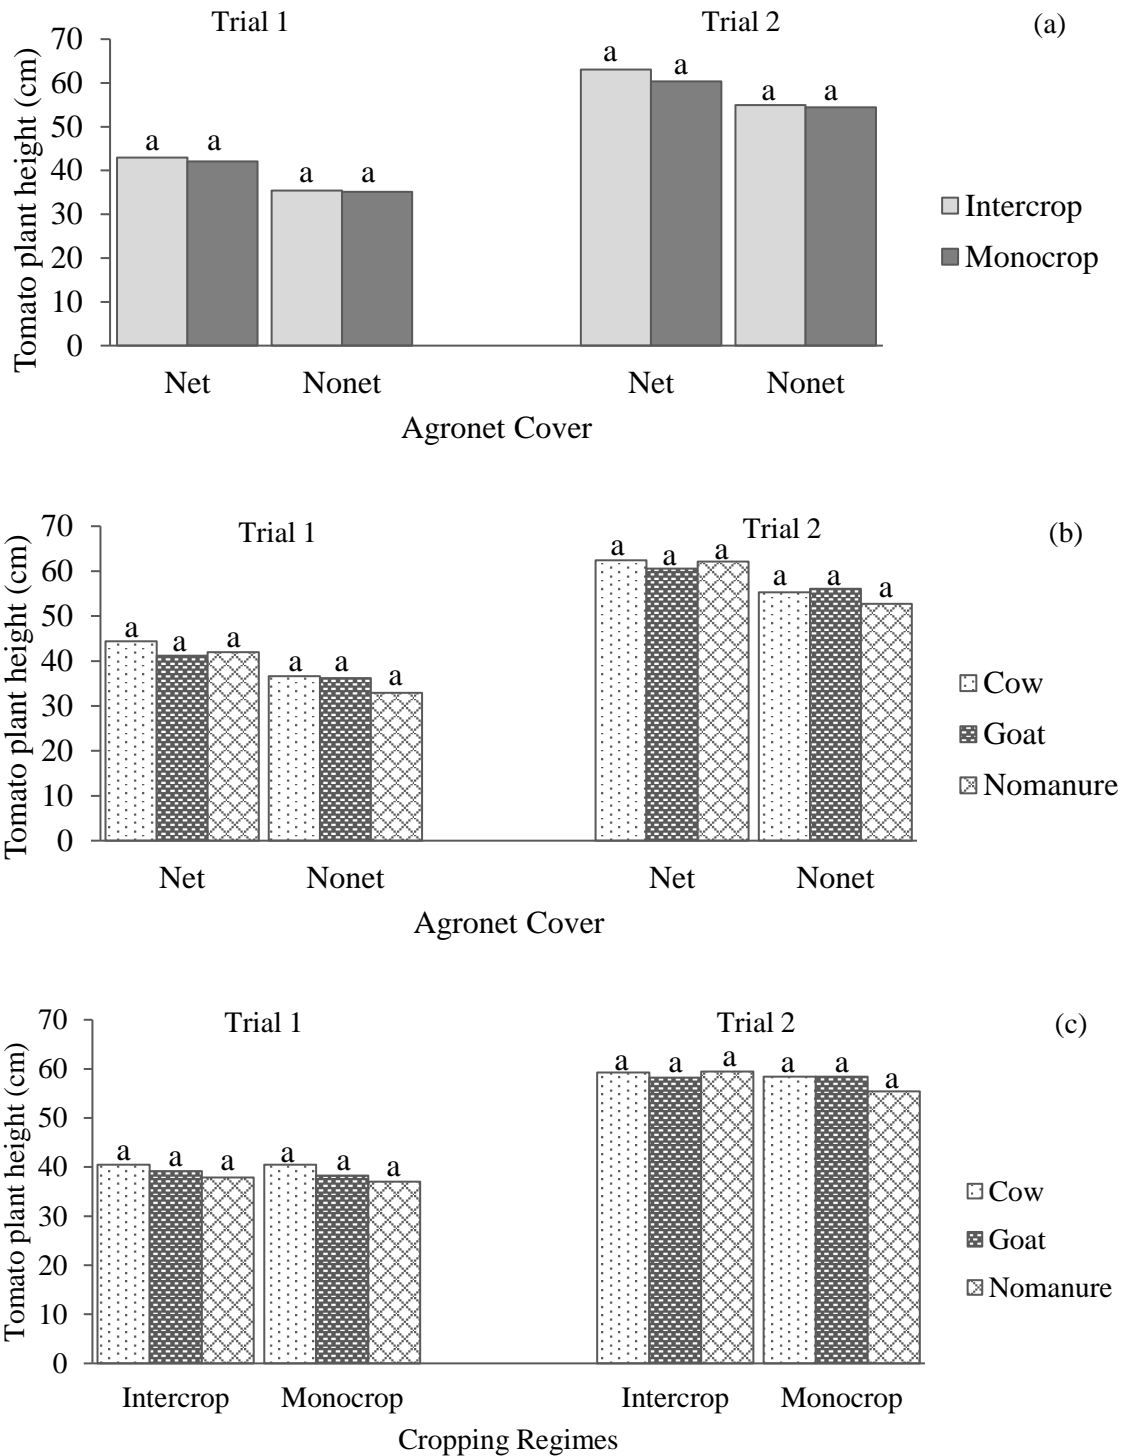 Trial 1 Trial 2 (a)
Tomato plant height (cm)
70
60
50
40
30
20
10
0
a a a a a a a a
Net Nonet Net Nonet
Agronet Cover
Intercrop
Monocrop
Trial 1 Trial 2 (b)
Tomato plant height (cm)
70
60
50
40
30
20
10
0
a a a a a a a a a a a a
Net Nonet Net Nonet
Agronet Cover
Cow
Goat
Nomanure
Trial 1 Trial 2 (c)
Tomato plant height (cm)
70
60
50
40
30
20
10
0
a a a a a a a a a a a a
Intercrop Monocrop Intercrop Monocrop
Cropping Regimes
Cow
Goat
Nomanure